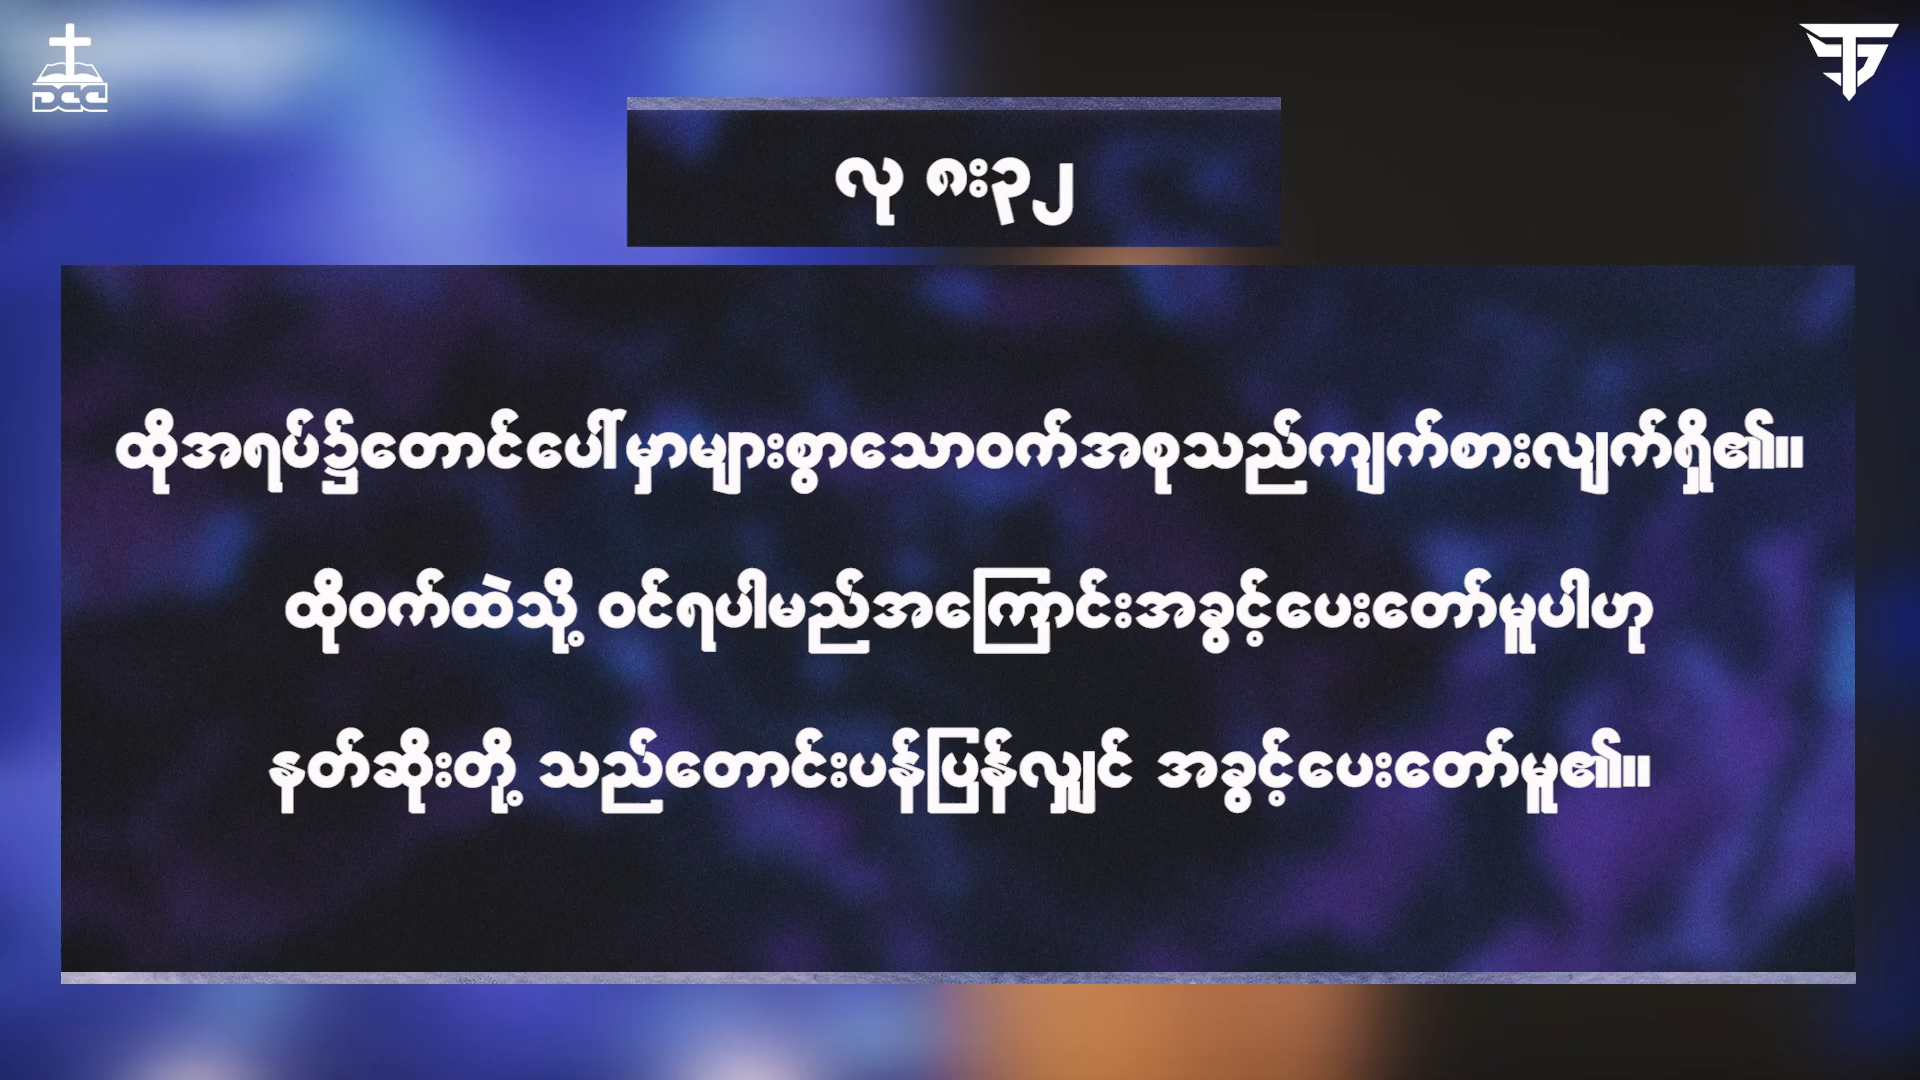 DCC
လု ၈း၃၂
ထိုအရပ်၌တောင်ပေါ်မှာများစွာသောဝက်အစုသည်ကျက်စားလျက်ရှိ၏။
ထိုဝက်ထဲသို့ ဝင်ရပါမည်အကြောင်းအခွင့်ပေးတော်မူပါဟု
နတ်ဆိုးတို့ သည်တောင်းပန်ပြန်လျှင် အခွင့်ပေးတော်မူ၏။